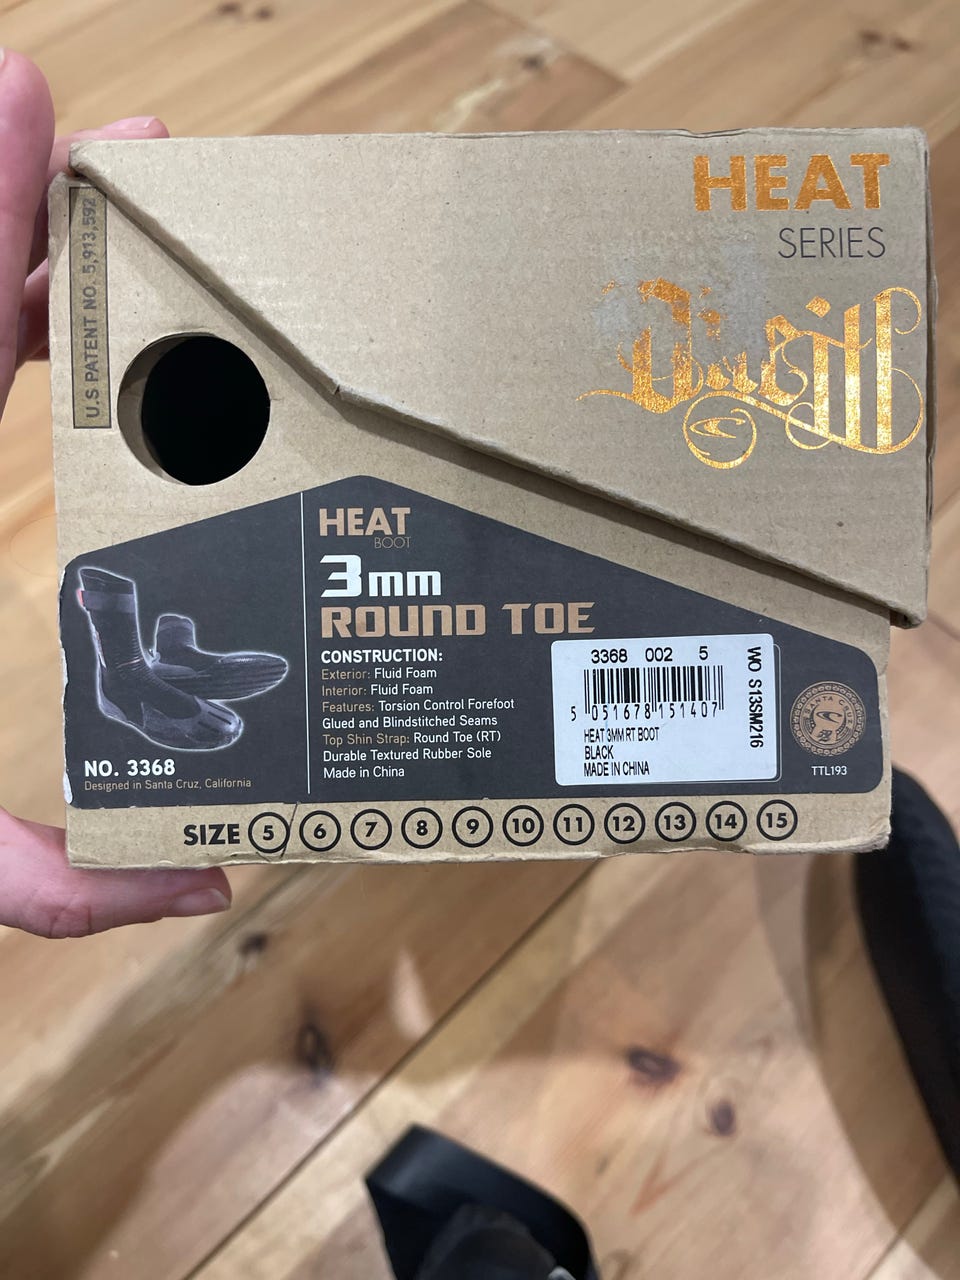 HEAT
SERIES
O'Neill
U.S PATENT NO. 5,913,592
HEAT
BOOT
3mm
ROUND TOE
CONSTRUCTION:
Exterior: Fluid Foam
Interior: Fluid Foam
Features: Torsion Control Forefoot
Glued and Blindstitched Seams
Top Shin Strap: Round Toe (RT)
Durable Textured Rubber Sole
Made in China
NO. 3368
Designed in Santa Cruz, California
3368 002 5
5 051678 151407
HEAT 3MM RT BOOT
BLACK
MADE IN CHINA
WO S13SM216
SANTA CRUZ
TTL193
SIZE 5 6 7 8 9 10 11 12 13 14 15